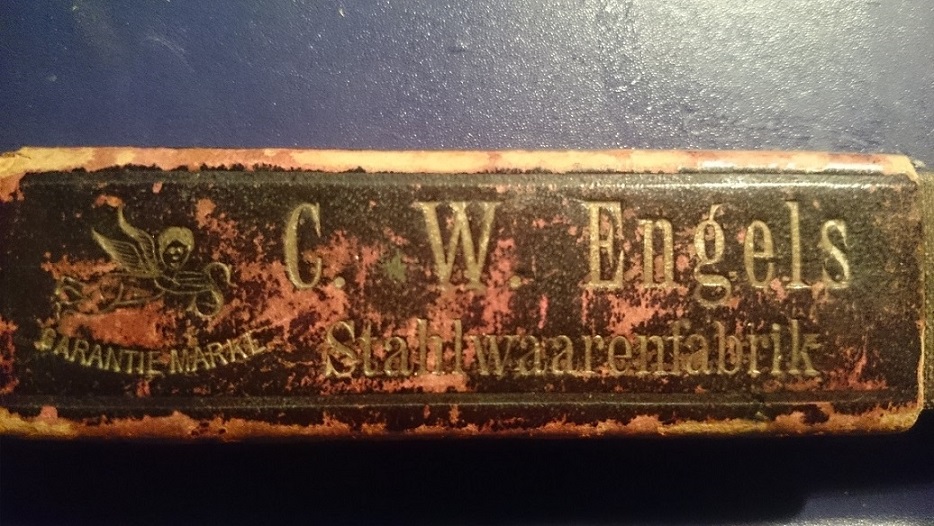 C. W. Engels
Stahlwaarenfabrik
GARANTIE MARKE